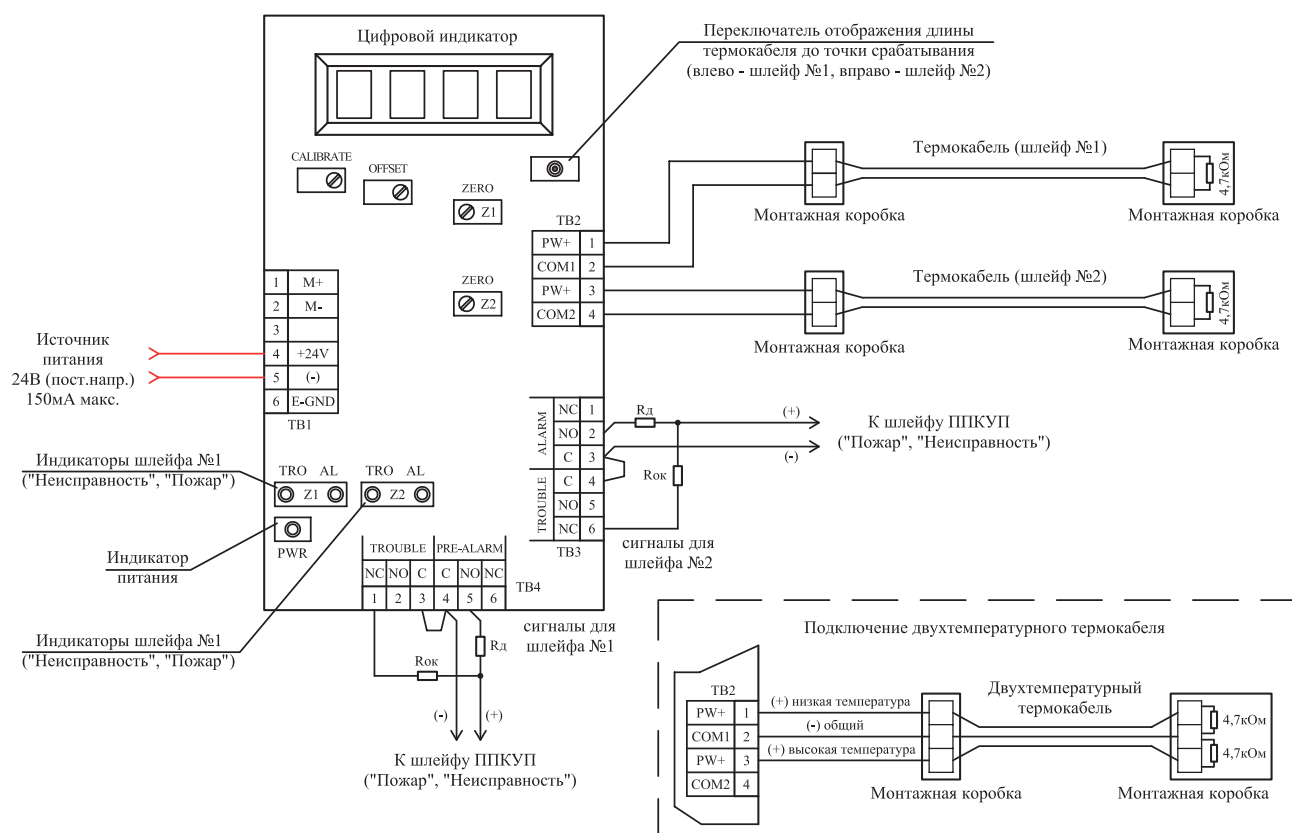 Цифровой индикатор
Переключатель отображения длины
термокабеля до точки срабатывания
(влево - шлейф №1, вправо - шлейф №2)
CALIBRATE
OFFSET
ZERO
Z1
ZERO
Z2
TB2
PW+ 1
COM1 2
PW+ 3
COM2 4
Термокабель (шлейф №1)
4,7кОм
Монтажная коробка
Монтажная коробка
Термокабель (шлейф №2)
4,7кОм
Монтажная коробка
Монтажная коробка
1 M+
2 M-
3
4 +24V
5 (-)
6 E-GND
TB1
Источник
питания
24В (пост.напр.)
150мА макс.
ALARM
NC 1
NO 2
C 3
TROUBLE
C 4
NO 5
NC 6
TB3
Rд
Rок
(+)
(-)
К шлейфу ППКУП
("Пожар", "Неисправность")
сигналы для
шлейфа №2
Индикаторы шлейфа №1
("Неисправность", "Пожар")
TRO AL
Z1
TRO AL
Z2
PWR
Индикатор
питания
Индикаторы шлейфа №1
("Неисправность", "Пожар")
TROUBLE PRE-ALARM
NC NO C C NO NC
1 2 3 4 5 6
TB4
сигналы для
шлейфа №1
Rд
Rок
(-)
(+)
К шлейфу ППКУП
("Пожар", "Неисправность")
Подключение двухтемпературного термокабеля
TB2
PW+ 1
COM1 2
PW+ 3
COM2 4
(+) низкая температура
(-) общий
(+) высокая температура
Двухтемпературный
термокабель
4,7кОм
4,7кОм
Монтажная коробка
Монтажная коробка